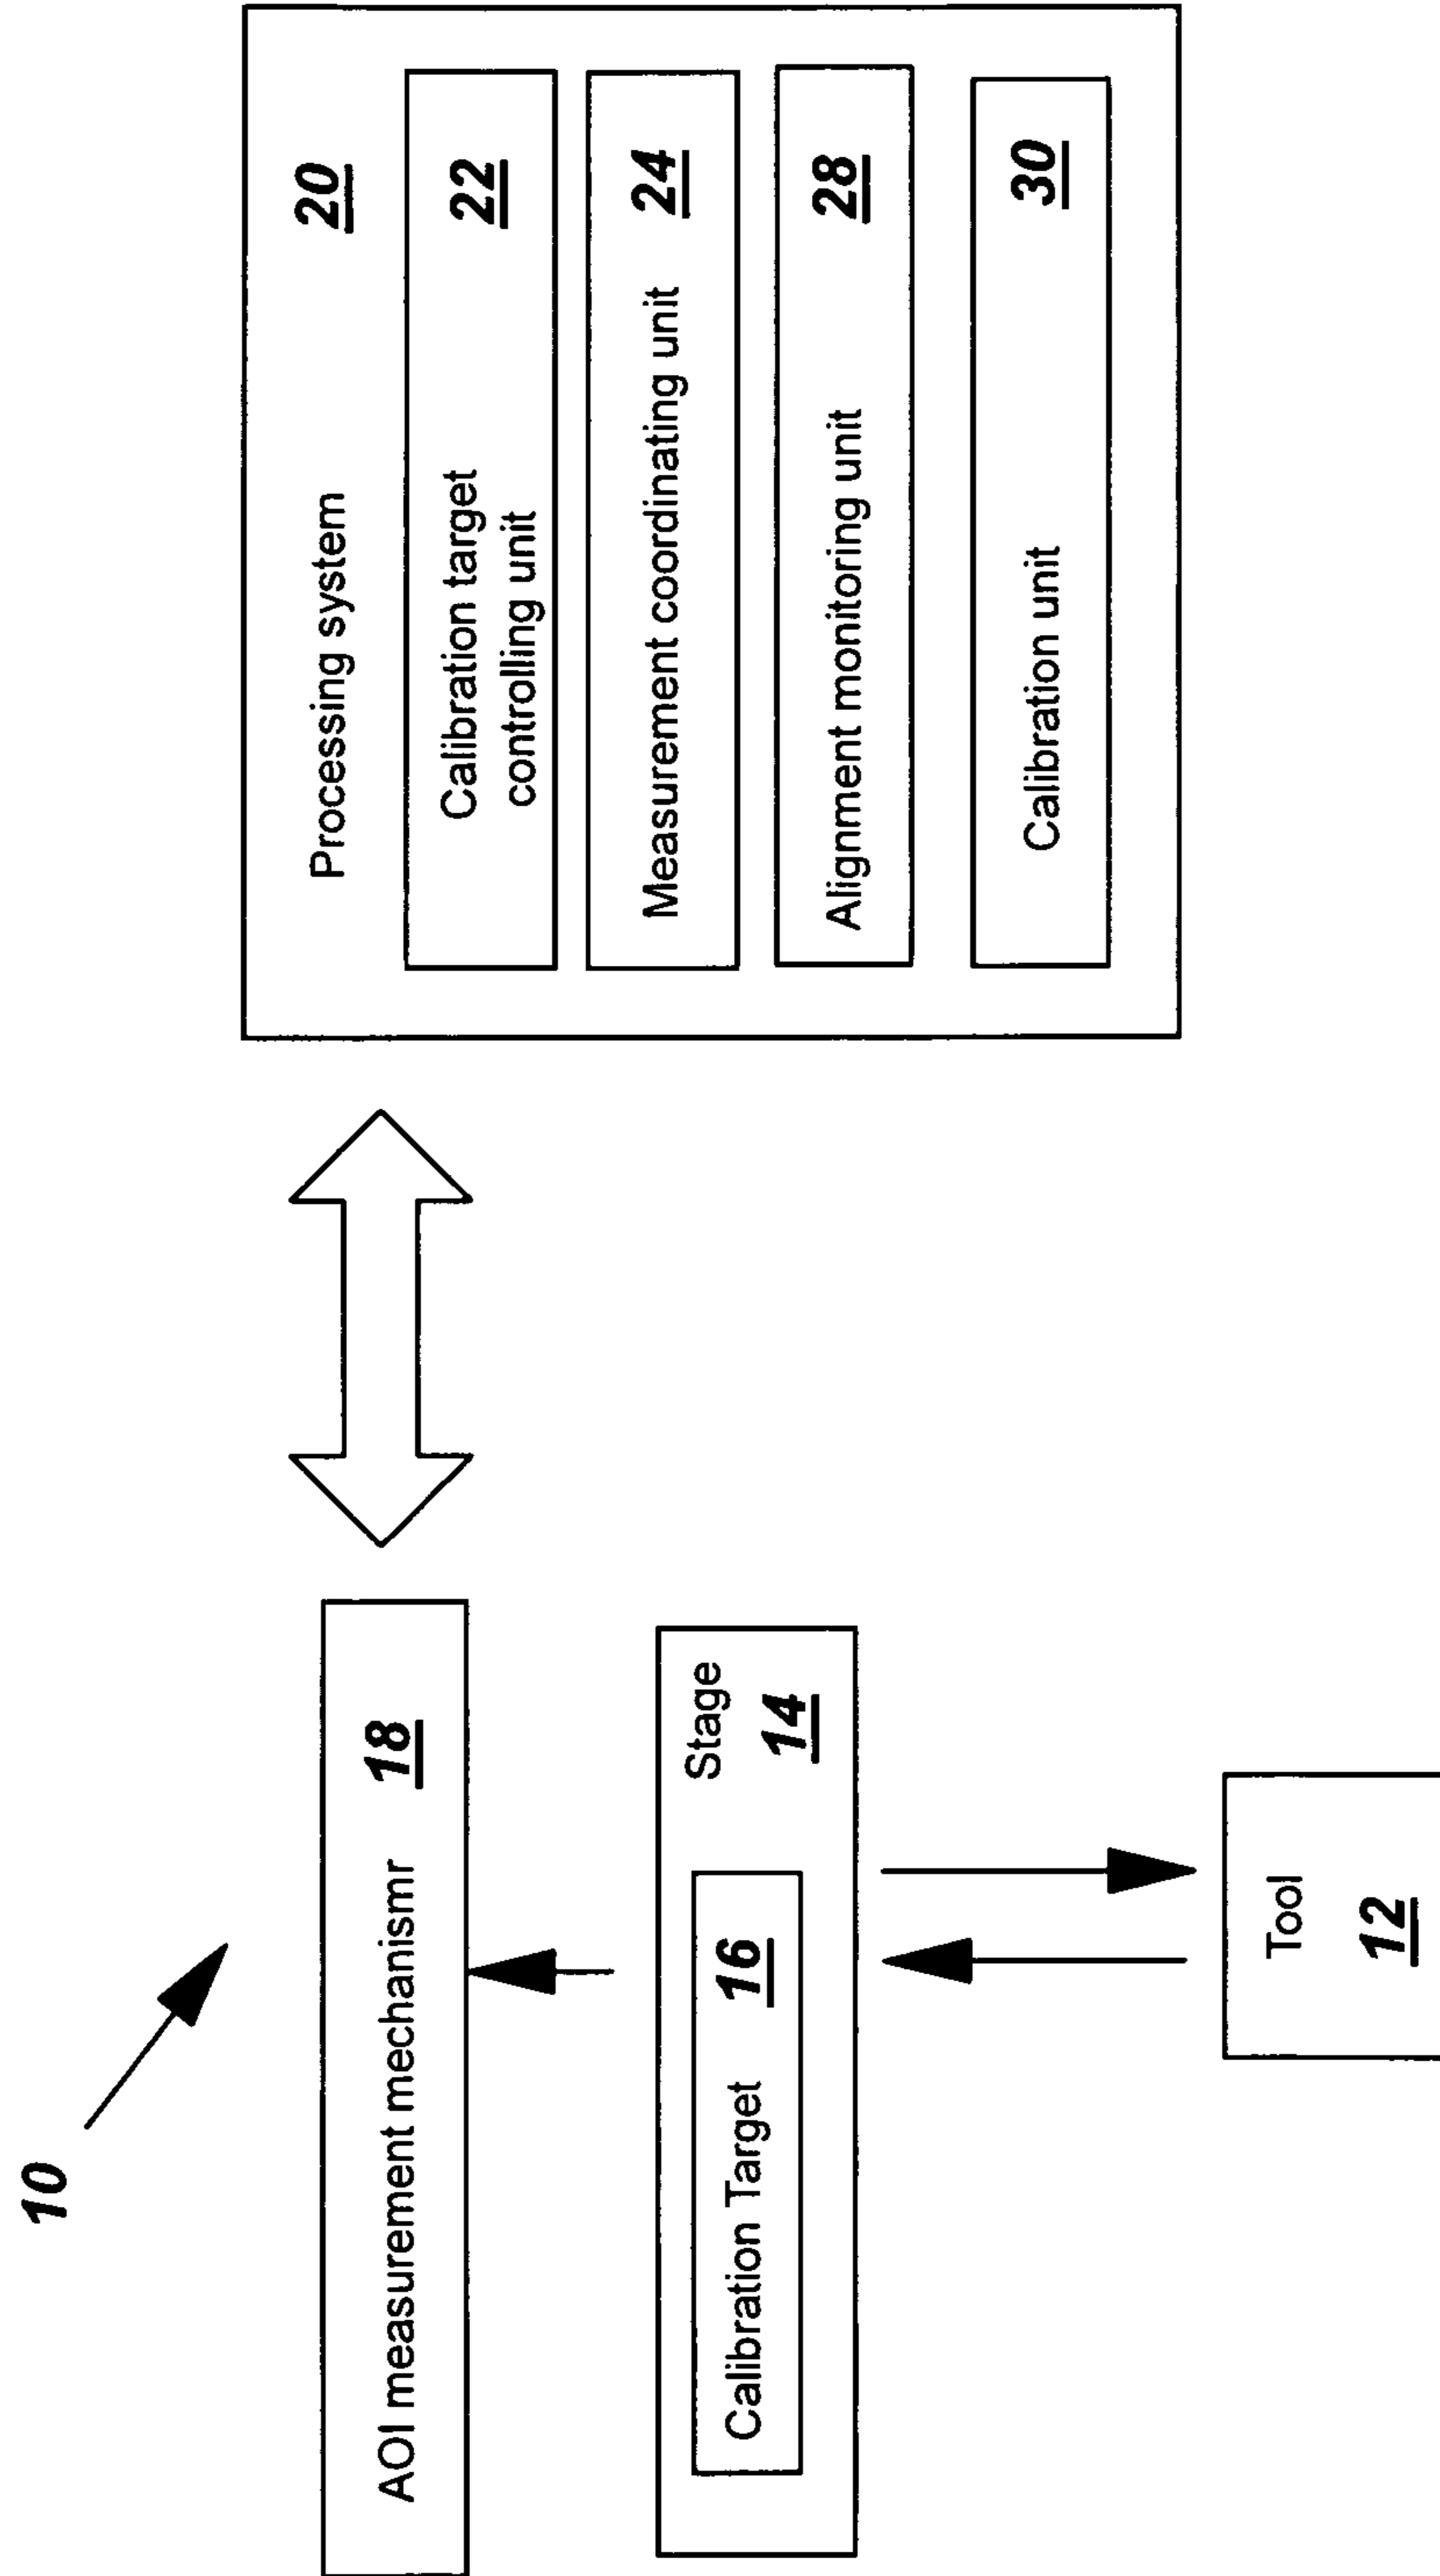 10
AOI measurement mechanismr 18
Stage
14
Calibration Target 16
Tool
12
Processing system 20
Calibration target
controlling unit
22
Measurement coordinating unit 24
Alignment monitoring unit 28
Calibration unit 30